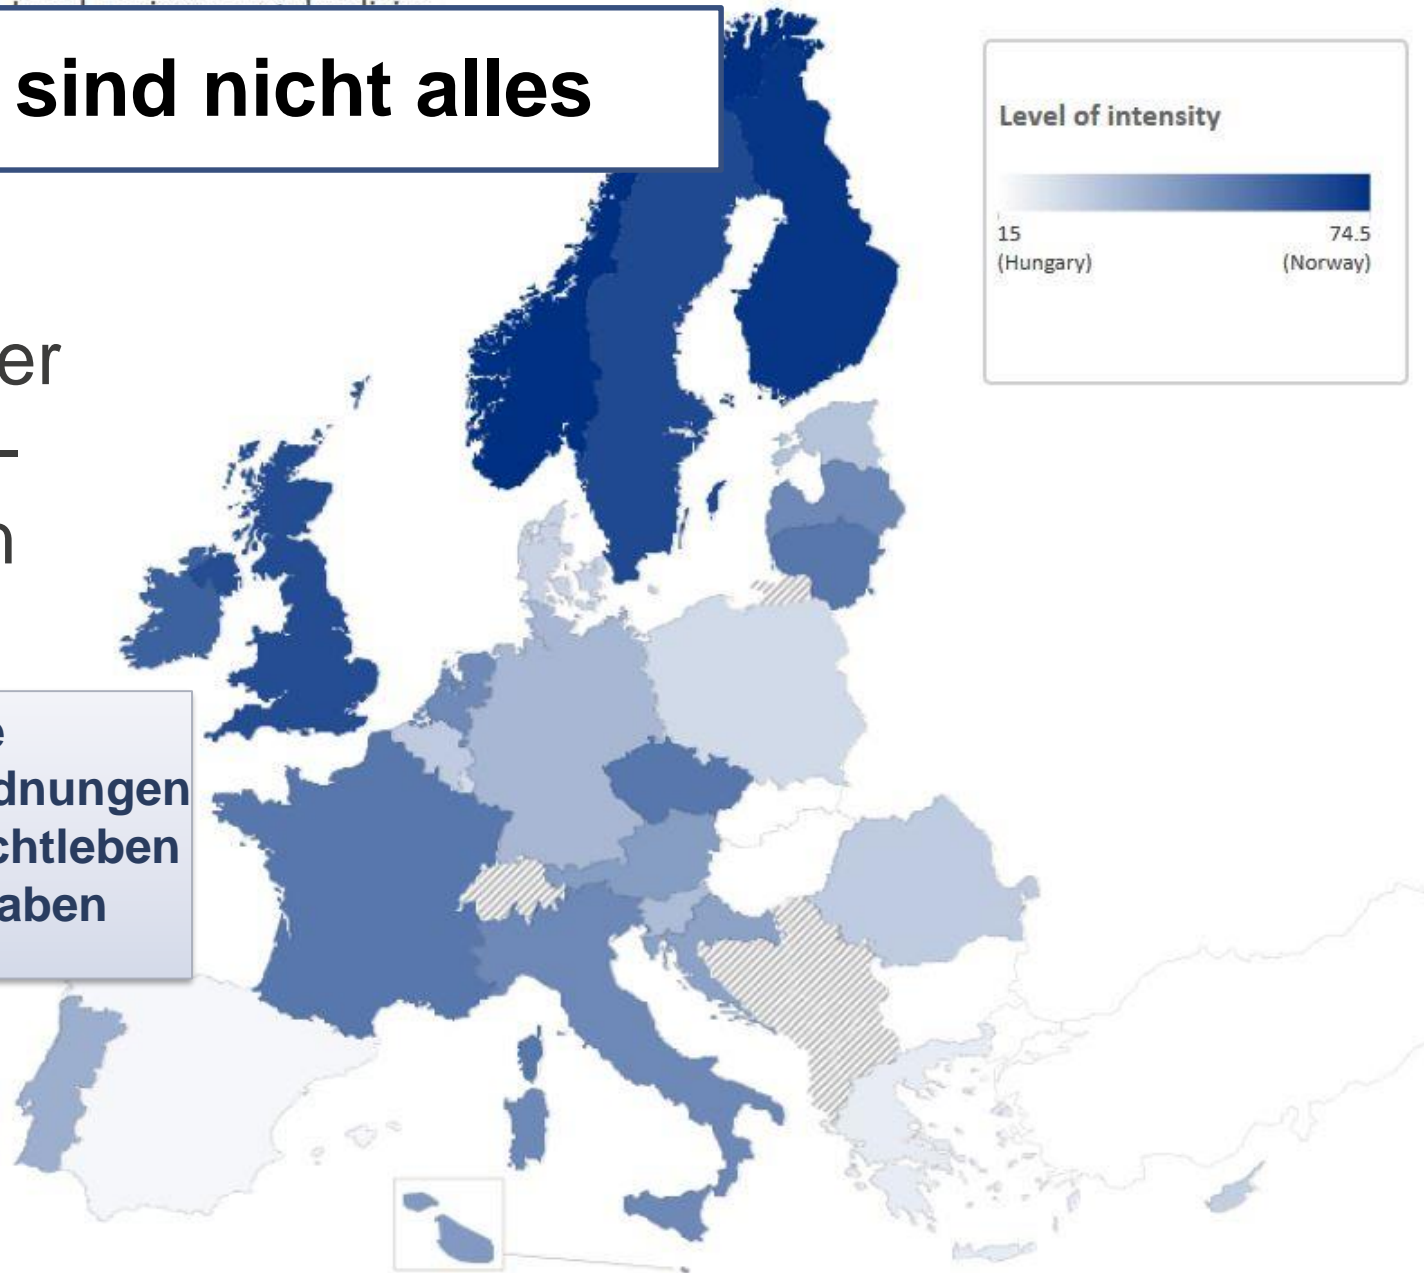 sind nicht alles
Level of intensity
15
74.5
(Hungary)
(Norway)
er
-
n
e
dnungen
chtleben
aben